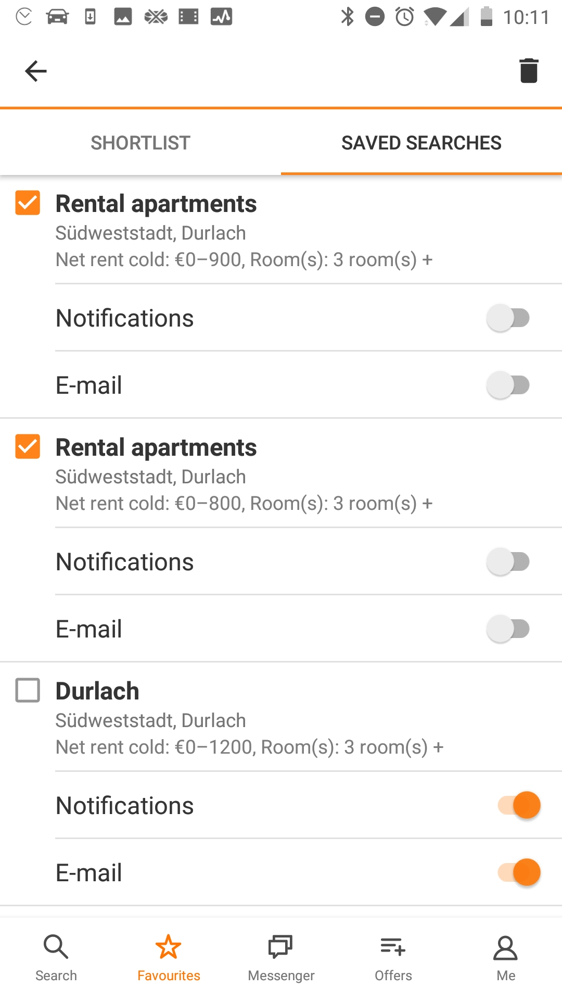 10:11
SHORTLIST
SAVED SEARCHES
Rental apartments
Südweststadt, Durlach
Net rent cold: €0–900, Room(s): 3 room(s) +
Notifications
E-mail
Rental apartments
Südweststadt, Durlach
Net rent cold: €0–800, Room(s): 3 room(s) +
Notifications
E-mail
Durlach
Südweststadt, Durlach
Net rent cold: €0–1200, Room(s): 3 room(s) +
Notifications
E-mail
Search
Favourites
Messenger
Offers
Me